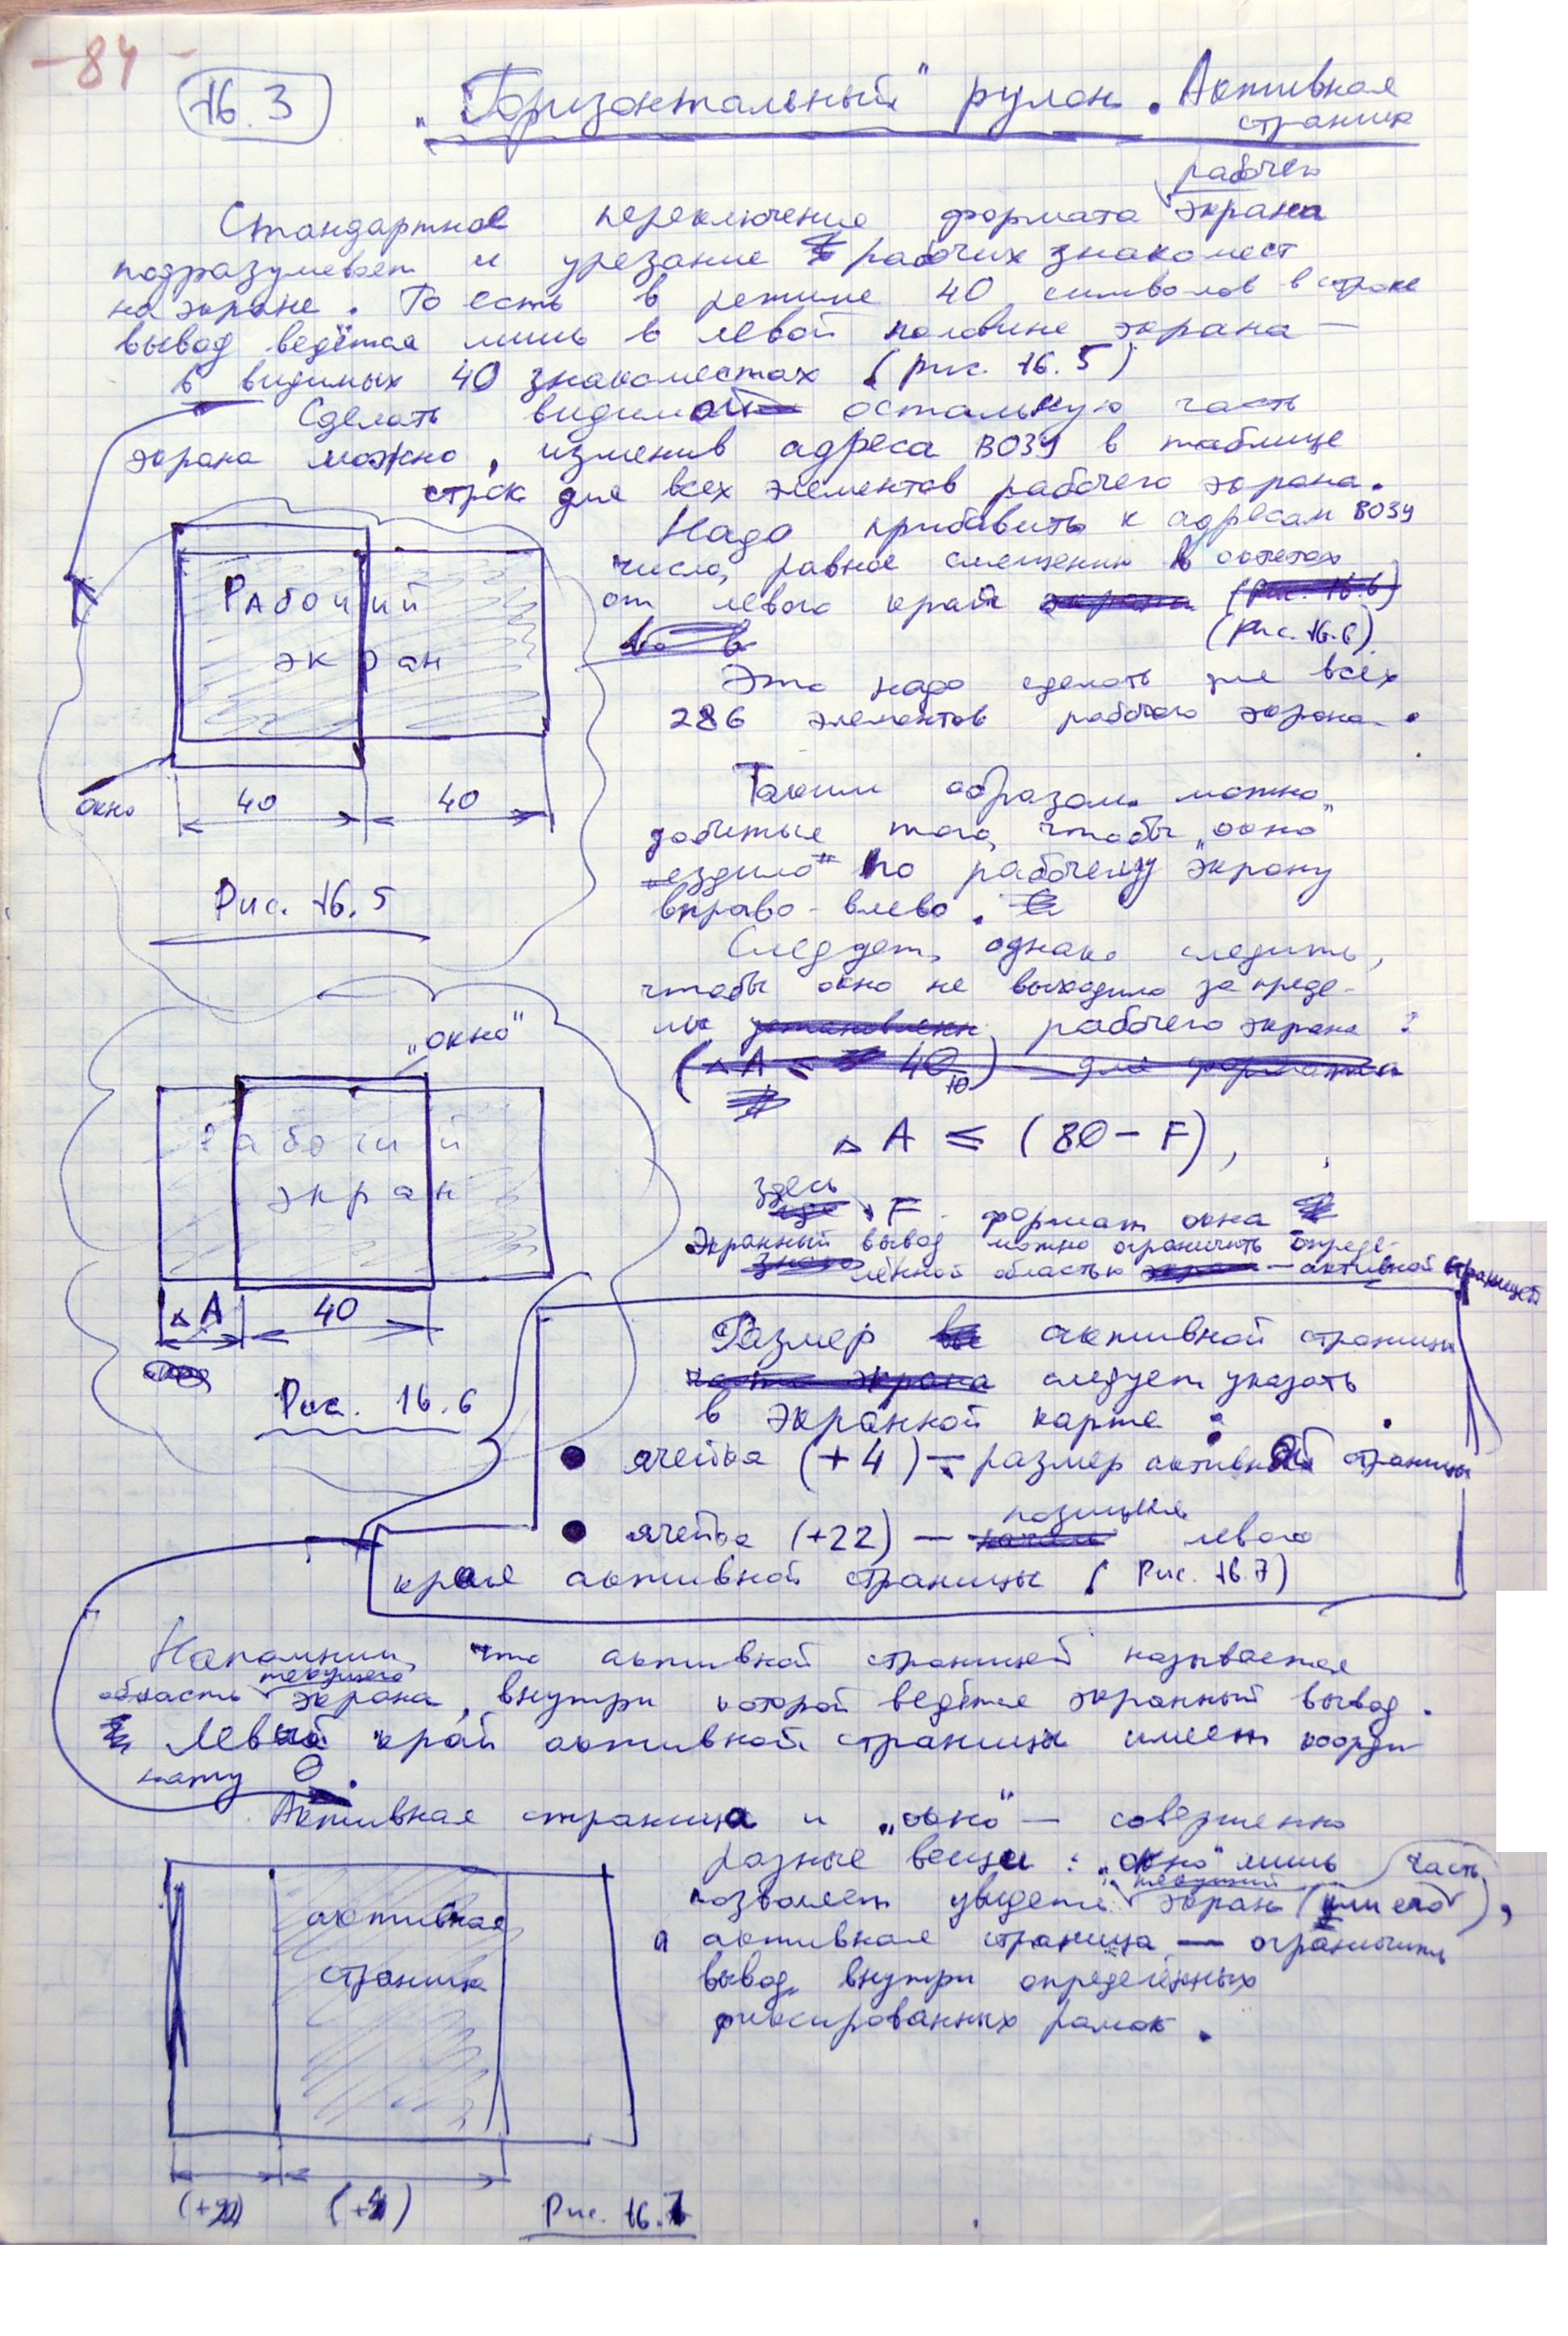 -84-
16.3 „Горизонтальный" рулон. Активная
страница
рабочего
Стандартное переключение формата экрана
подразумевает и урезание рабочих знакомест
на экране. То есть в режиме 40 символов в строке
вывод ведётся лишь в левой половине экрана —
в видимых 40 знакоместах (рис. 16.5)
Сделать видимой остальную часть
экрана можно, изменив адреса ВОЗУ в таблице
строк для всех элементов рабочего экрана.
Надо прибавить к адресам ВОЗУ
число, равное смещению в октетах
от левого края
(рис. 16.6)
Это надо сделать для всех
286 элементов рабочего экрана.
Рабочий
экран
окно
40 40
Рис. 16.5
Таким образом можно
добиться того, чтобы „окно"
„ездило" по рабочему экрану
вправо - влево.
Следует, однако следить,
чтобы окно не выходило за преде-
лы рабочего экрана :
∆A ≤ (80 - F),
здесь F - формат окна
„окно"
Рабочий
экран
∆A 40
Рис. 16.6
Экранный вывод можно ограничить опреде-
лённой областью — активной страницей
Размер активной страницы
следует указать
в экранной карте :
• ячейка (+4) — размер активной страницы
• ячейка (+22) — позиция левого
края активной страницы (Рис. 16.7)
Напомним, что активной страницей называется
область текущего экрана, внутри которой ведётся экранный вывод.
Левый край активной страницы имеет коорди-
нату 0.
Активная страница и „окно" — совершенно
разные вещи : „окно" лишь
позволяет увидеть текущий экран (или его часть),
а активная страница — ограничить
вывод внутри определённых
фиксированных рамок.
активная
страница
(+22) (+4)
Рис. 16.7